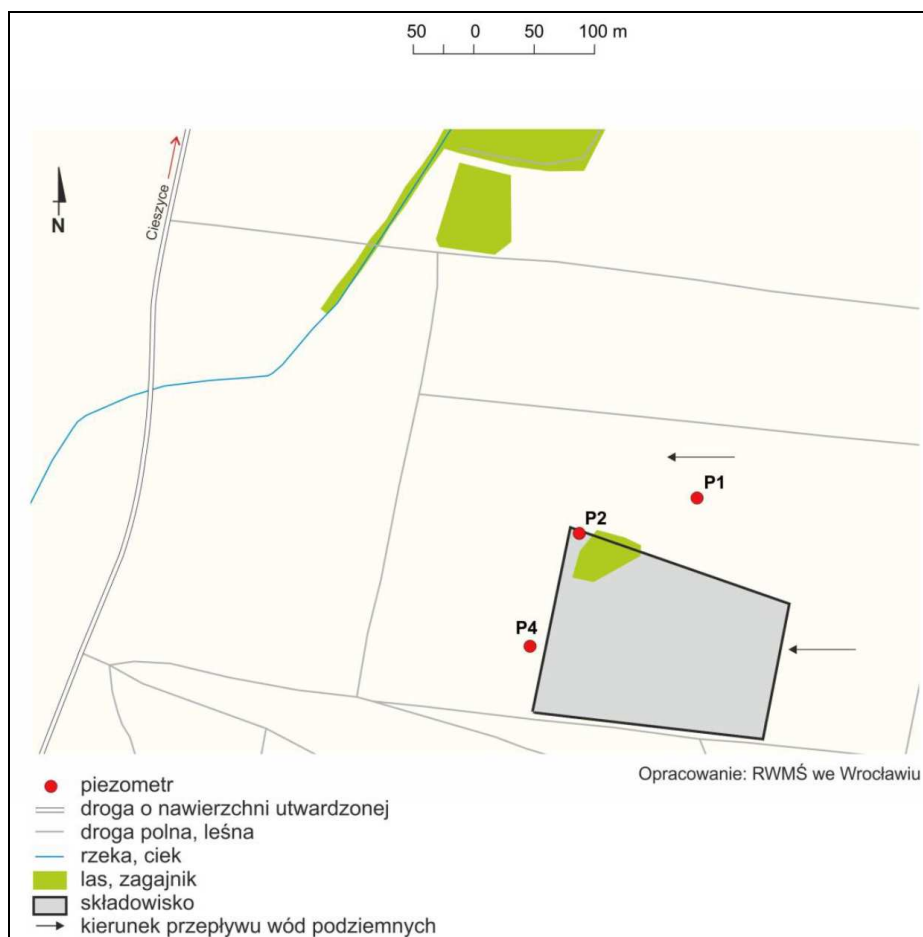 50 0 50 100 m
Cieszyce
N
P1
P2
P4
Opracowanie: RWMŚ we Wrocławiu
piezometr
droga o nawierzchni utwardzonej
droga polna, leśna
rzeka, ciek
las, zagajnik
składowisko
kierunek przepływu wód podziemnych